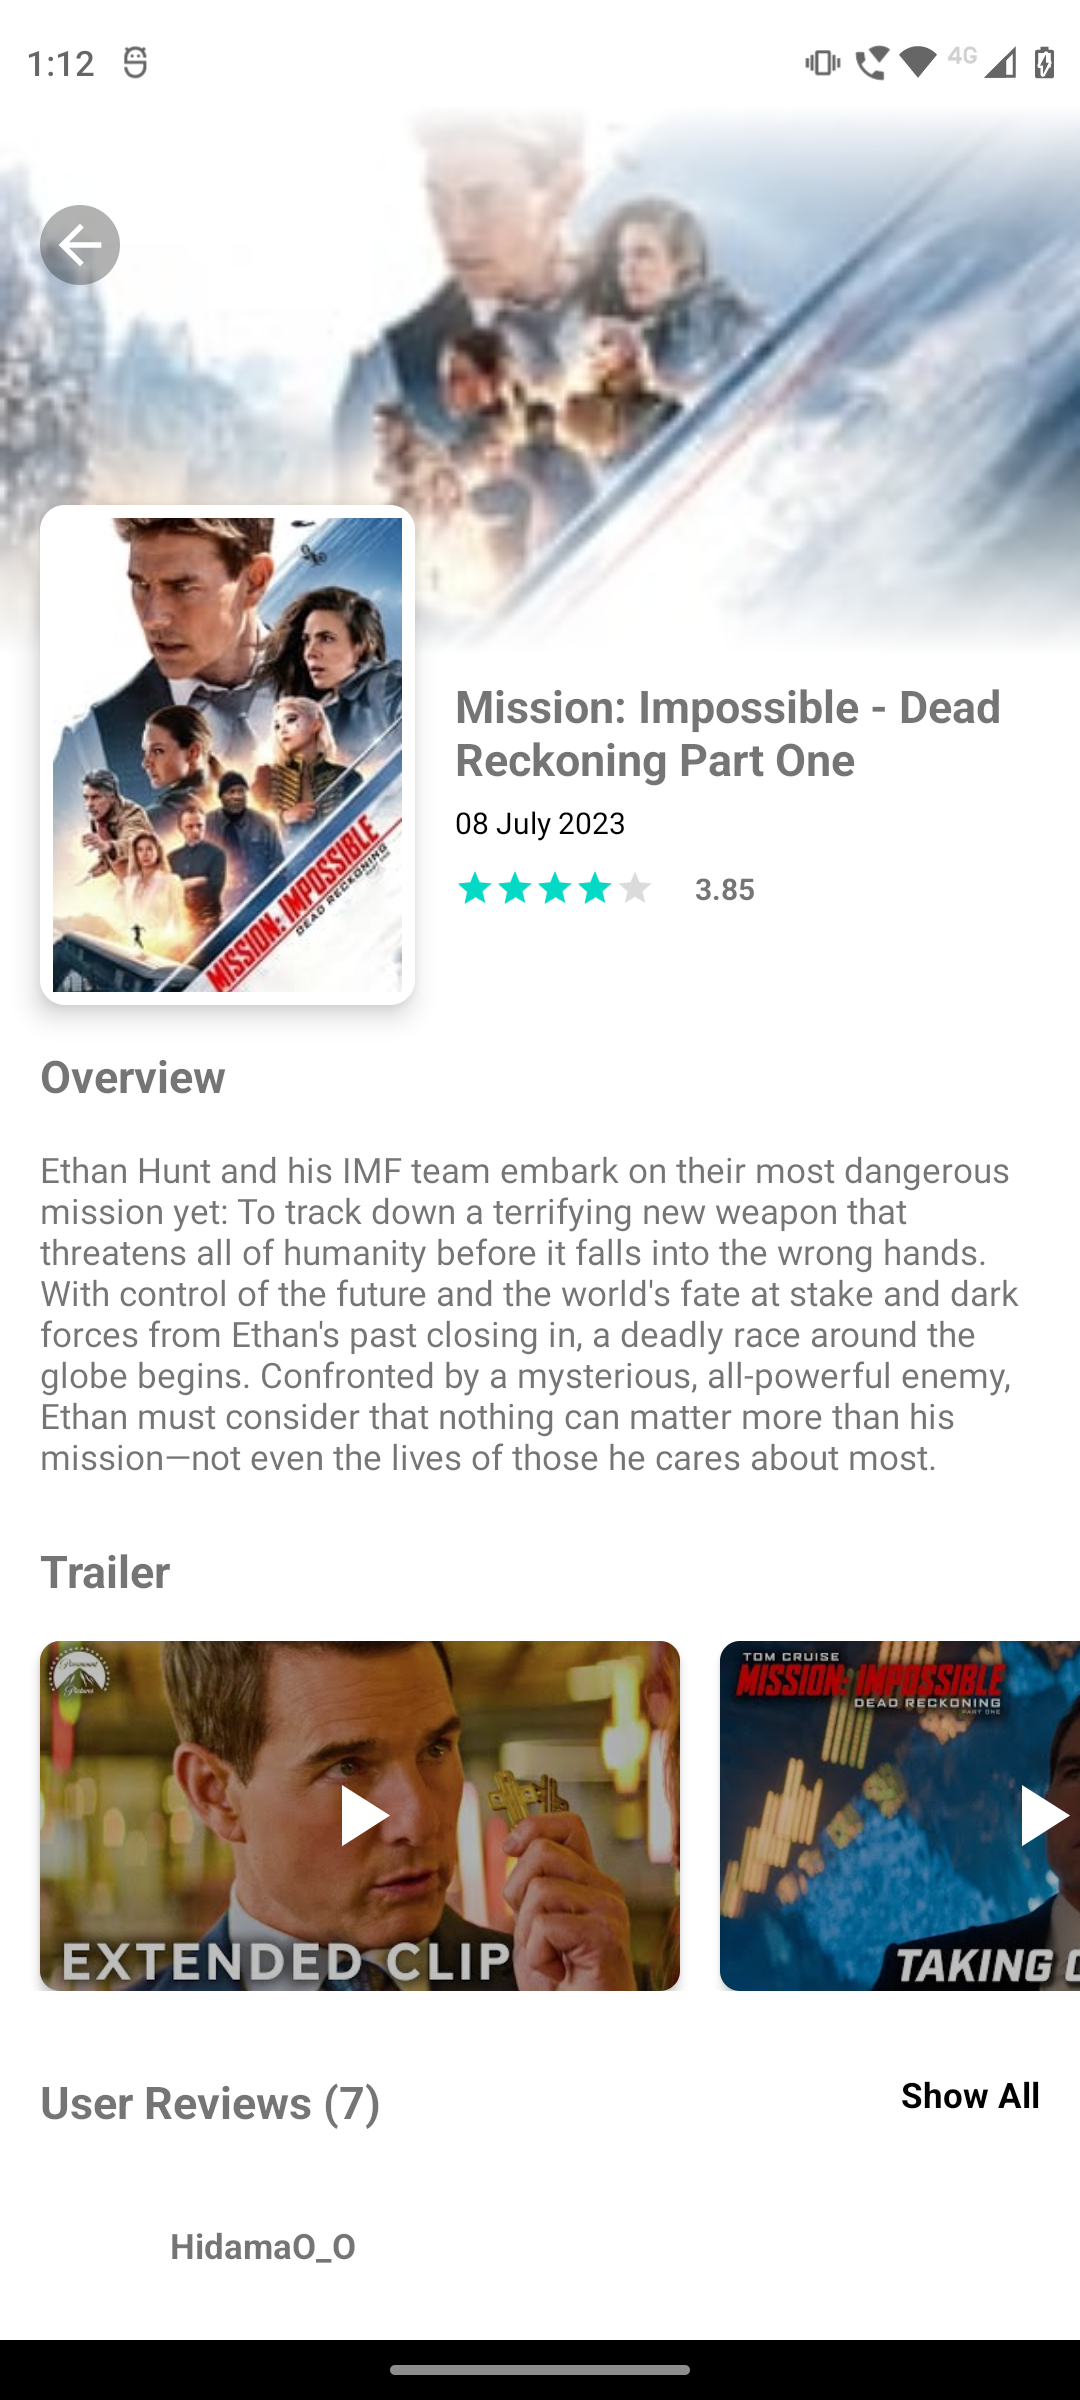 1:12
4G
MISSION: IMPOSSIBLE
DEAD RECKONING
PART ONE
Mission: Impossible - Dead
Reckoning Part One
08 July 2023
3.85
Overview
Ethan Hunt and his IMF team embark on their most dangerous
mission yet: To track down a terrifying new weapon that
threatens all of humanity before it falls into the wrong hands.
With control of the future and the world's fate at stake and dark
forces from Ethan's past closing in, a deadly race around the
globe begins. Confronted by a mysterious, all-powerful enemy,
Ethan must consider that nothing can matter more than his
mission—not even the lives of those he cares about most.
Trailer
Paramount
Pictures
EXTENDED CLIP
TOM CRUISE
MISSION: IMPOSSIBLE
DEAD RECKONING
PART ONE
TAKING
User Reviews (7)
Show All
HidamaO_O